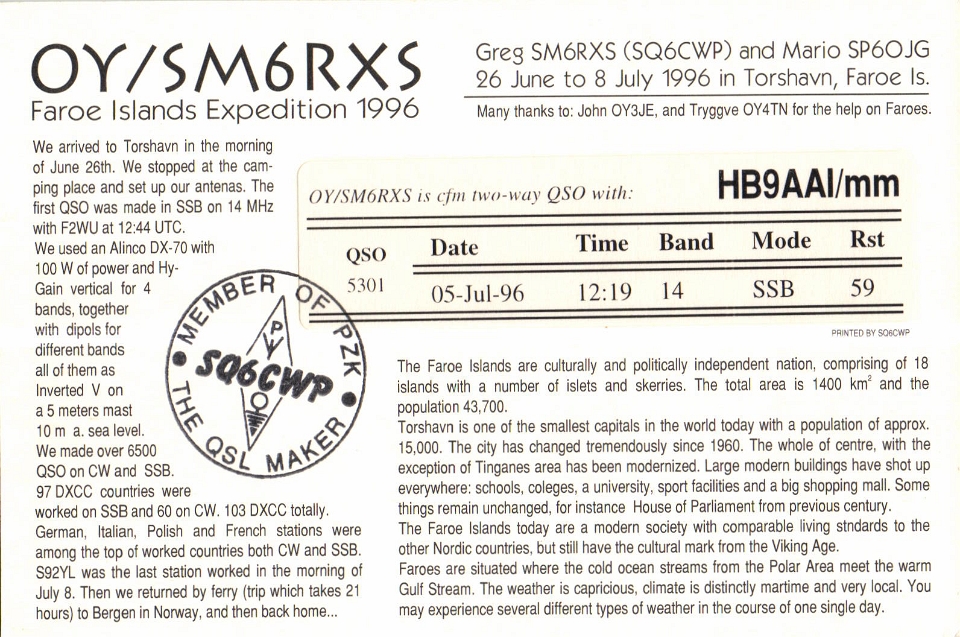 OY/SM6RXS
Faroe Islands Expedition 1996
Greg SM6RXS (SQ6CWP) and Mario SP6OJG
26 June to 8 July 1996 in Torshavn, Faroe Is.
Many thanks to: John OY3JE, and Tryggve OY4TN for the help on Faroes.
We arrived to Torshavn in the morning
of June 26th. We stopped at the cam-
ping place and set up our antenas. The
first QSO was made in SSB on 14 MHz
with F2WU at 12:44 UTC.
We used an Alinco DX-70 with
100 W of power and Hy-
Gain vertical for 4
bands, together
with dipols for
different bands
all of them as
Inverted V on
a 5 meters mast
10 m a. sea level.
We made over 6500
QSO on CW and SSB.
97 DXCC countries were
worked on SSB and 60 on CW. 103 DXCC totally.
German, Italian, Polish and French stations were
among the top of worked countries both CW and SSB.
S92YL was the last station worked in the morning of
July 8. Then we returned by ferry (trip which takes 21
hours) to Bergen in Norway, and then back home...
OY/SM6RXS is cfm two-way QSO with:
HB9AAI/mm
QSO Date Time Band Mode Rst
5301 05-Jul-96 12:19 14 SSB 59
PRINTED BY SQ6CWP
MEMBER OF PZK
SQ6CWP
THE QSL MAKER
The Faroe Islands are culturally and politically independent nation, comprising of 18
islands with a number of islets and skerries. The total area is 1400 km² and the
population 43,700.
Torshavn is one of the smallest capitals in the world today with a population of approx.
15,000. The city has changed tremendously since 1960. The whole of centre, with the
exception of Tinganes area has been modernized. Large modern buildings have shot up
everywhere: schools, coleges, a university, sport facilities and a big shopping mall. Some
things remain unchanged, for instance House of Parliament from previous century.
The Faroe Islands today are a modern society with comparable living stndards to the
other Nordic countries, but still have the cultural mark from the Viking Age.
Faroes are situated where the cold ocean streams from the Polar Area meet the warm
Gulf Stream. The weather is capricious, climate is distinctly martime and very local. You
may experience several different types of weather in the course of one single day.